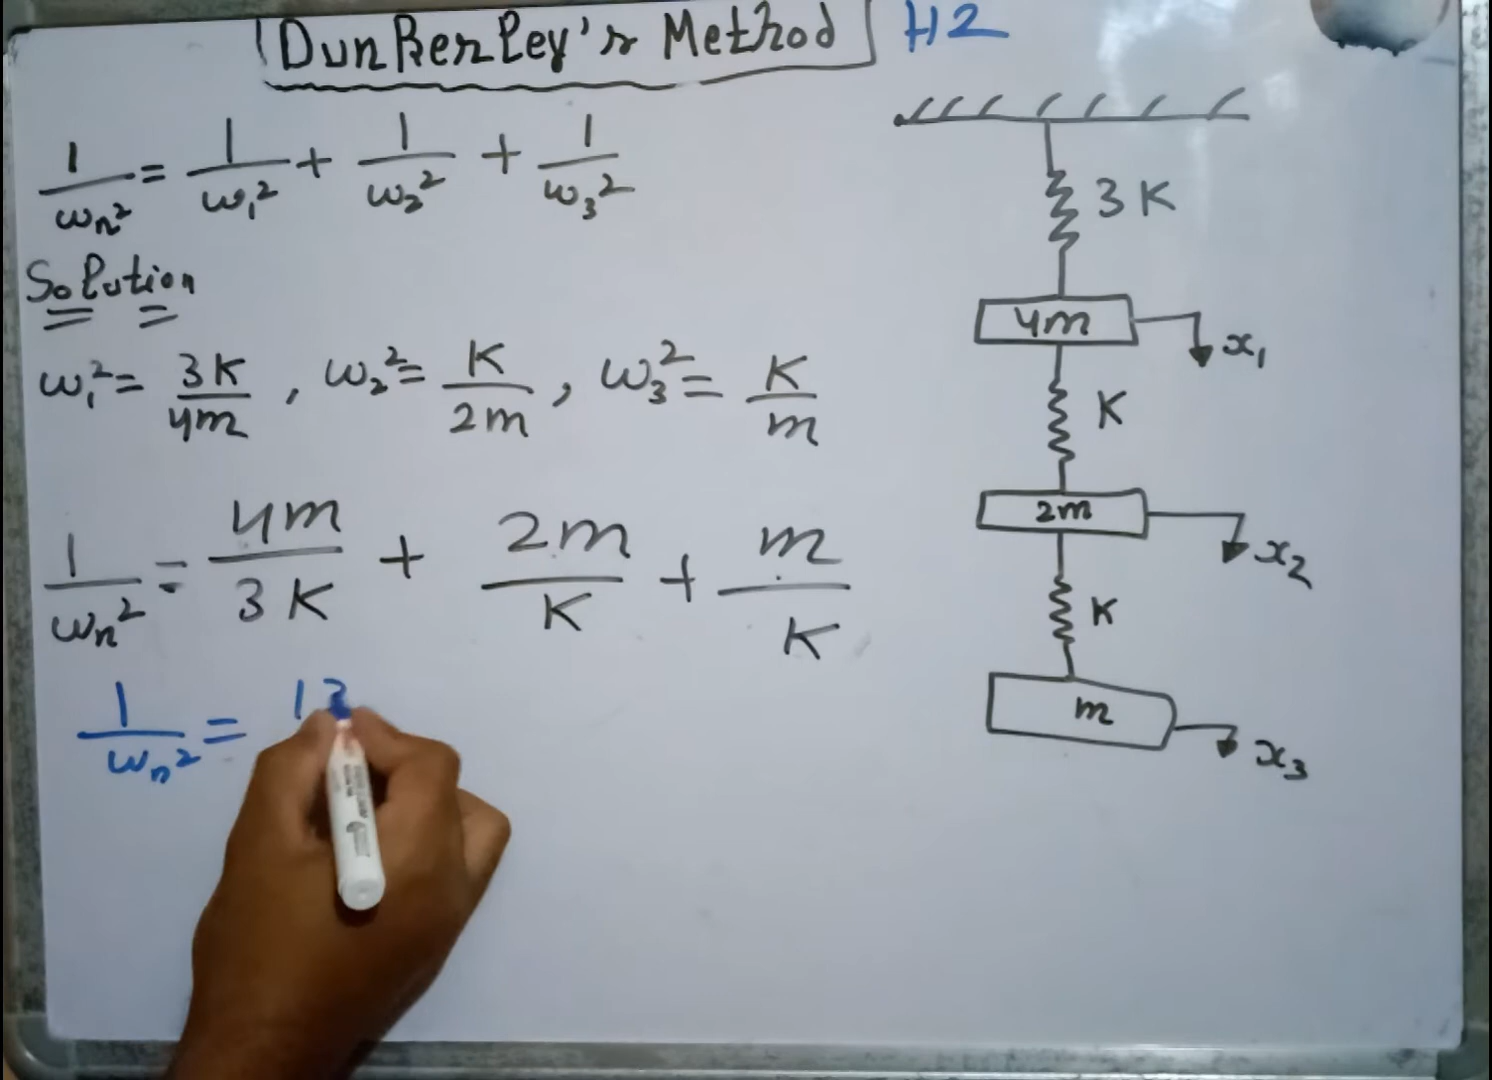 DunKerley's Method H2
1/ωn² = 1/ω₁² + 1/ω₂² + 1/ω₃²
Solution
ω₁² = 3K/4m , ω₂² = K/2m , ω₃² = K/m
1/ωn² = 4m/3K + 2m/K + m/K
1/ωn² = 13
3K
4m
x₁
K
2m
x₂
K
m
x₃